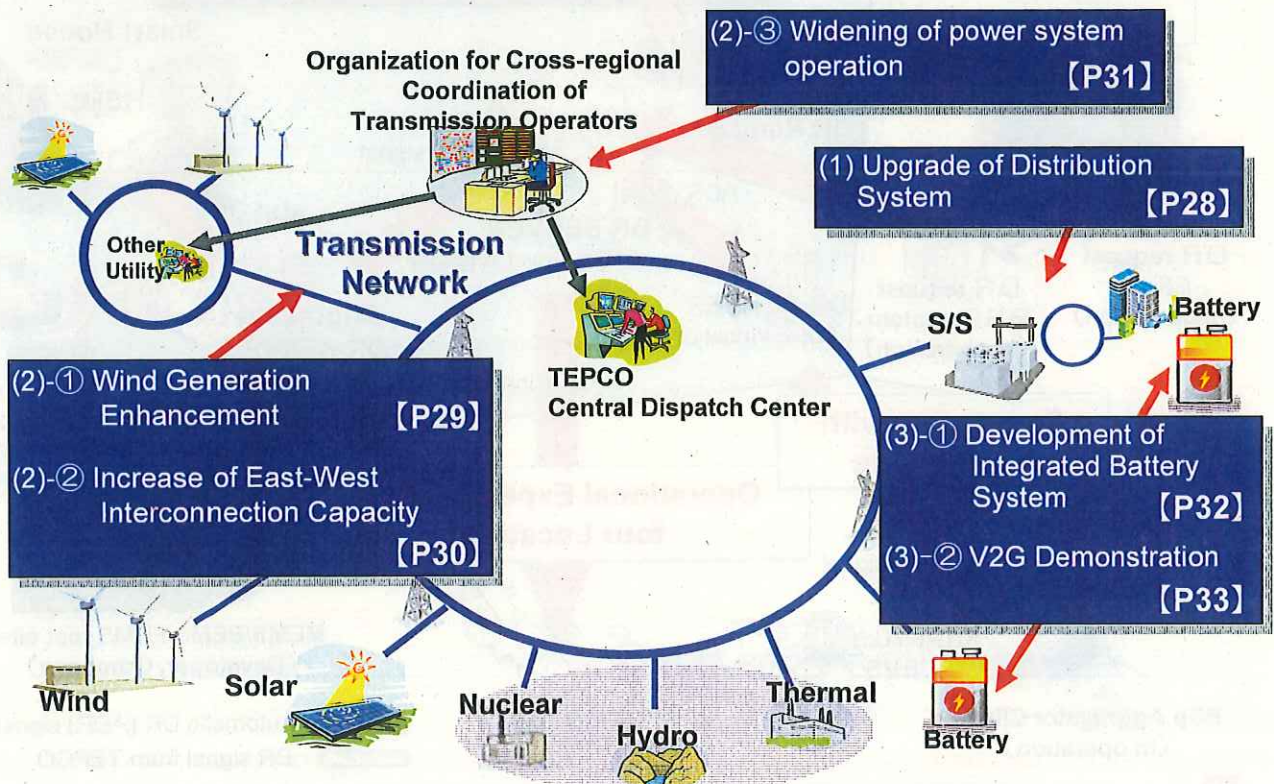 (2)-③ Widening of power system
operation 【P31】
Organization for Cross-regional
Coordination of
Transmission Operators
(1) Upgrade of Distribution
System 【P28】
Other
Utility
Transmission
Network
S/S
Battery
TEPCO
Central Dispatch Center
(2)-① Wind Generation
Enhancement 【P29】
(2)-② Increase of East-West
Interconnection Capacity
【P30】
(3)-① Development of
Integrated Battery
System 【P32】
(3)-② V2G Demonstration
【P33】
Wind
Solar
Nuclear
Hydro
Thermal
Battery